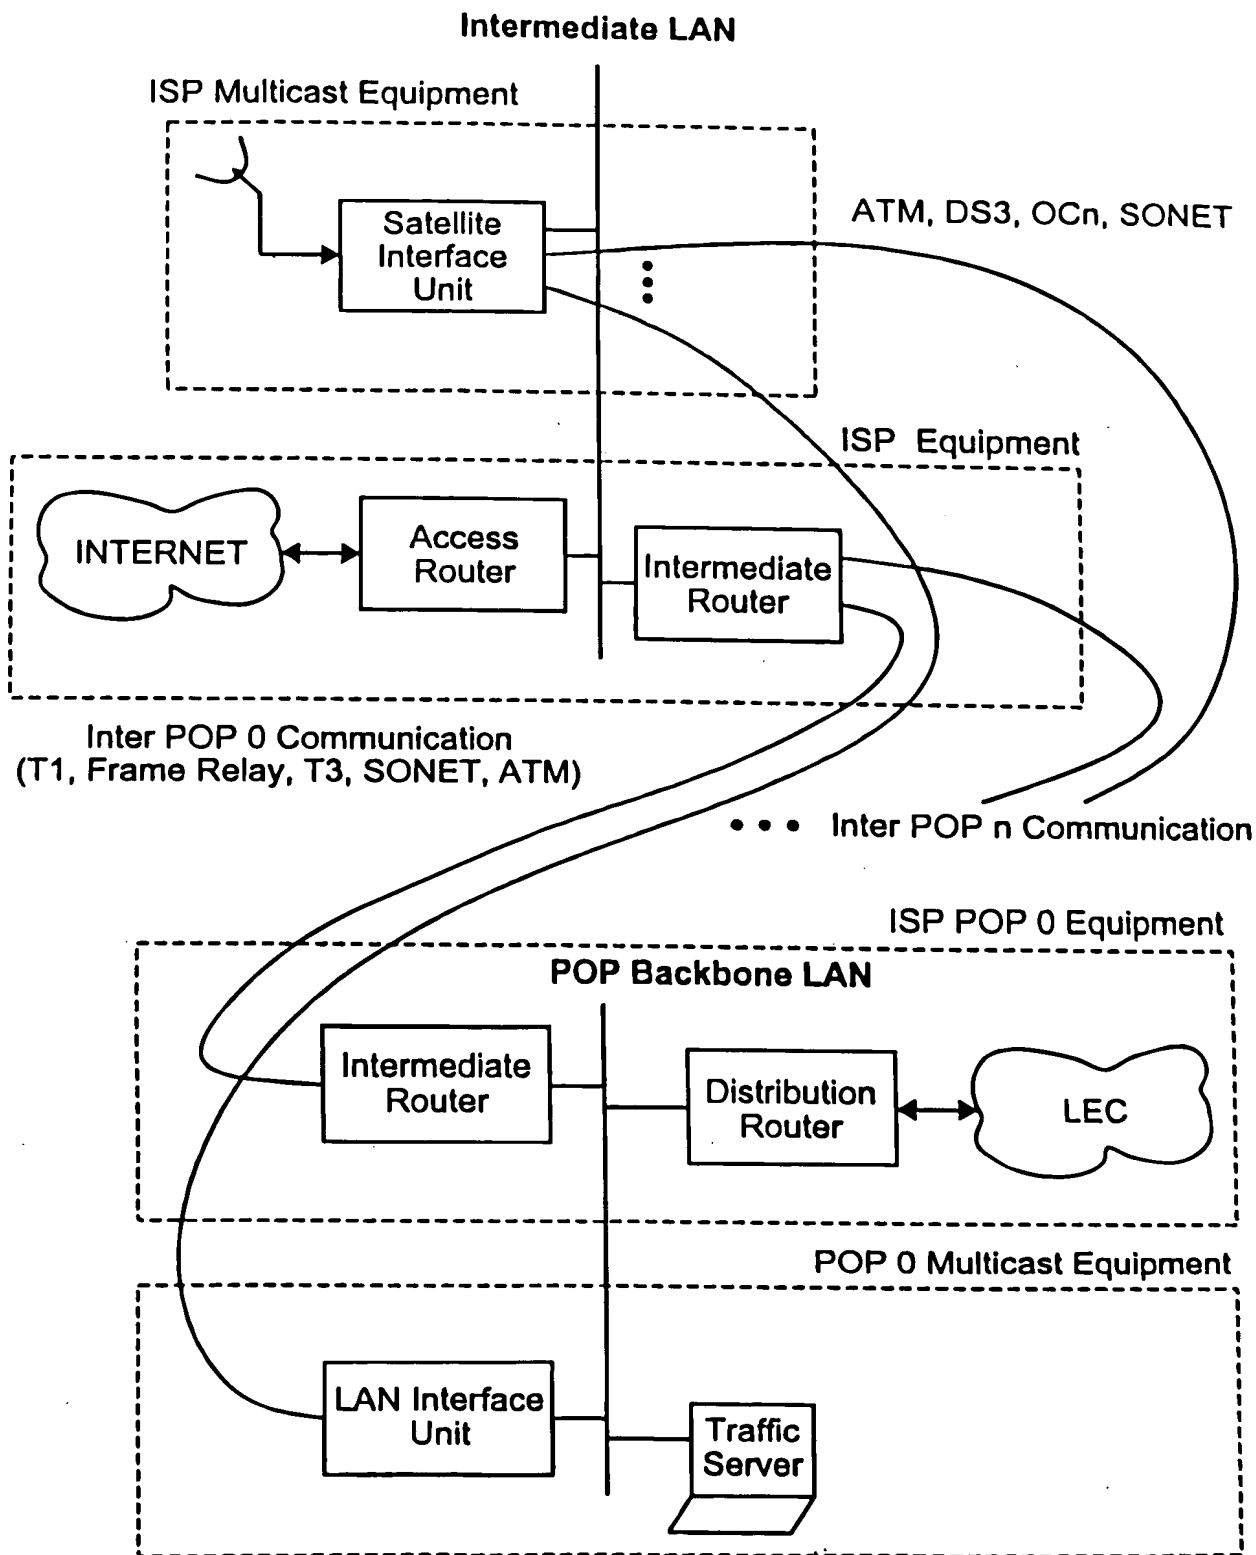 Intermediate LAN
ISP Multicast Equipment
Satellite
Interface
Unit
ATM, DS3, OCn, SONET
ISP Equipment
INTERNET
Access
Router
Intermediate
Router
Inter POP 0 Communication
(T1, Frame Relay, T3, SONET, ATM)
Inter POP n Communication
ISP POP 0 Equipment
POP Backbone LAN
Intermediate
Router
Distribution
Router
LEC
POP 0 Multicast Equipment
LAN Interface
Unit
Traffic
Server